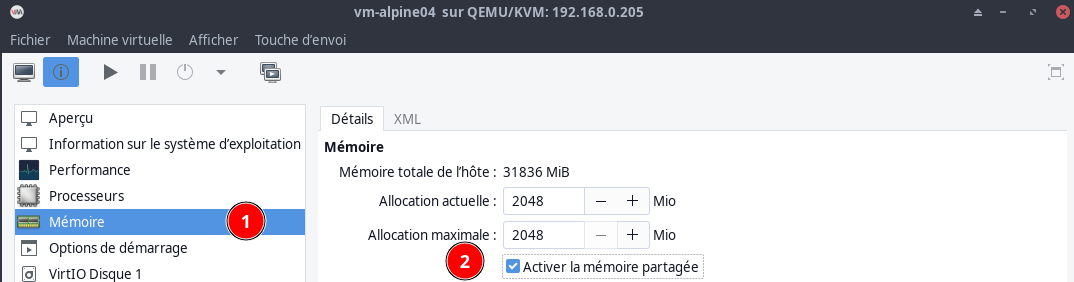 vm-alpine04 sur QEMU/KVM: 192.168.0.205
Fichier Machine virtuelle Afficher Touche d’envoi
Aperçu
Information sur le système d’exploitation
Performance
Processeurs
Mémoire
Options de démarrage
VirtIO Disque 1
1
Détails XML
Mémoire
Mémoire totale de l’hôte : 31836 MiB
Allocation actuelle : 2048 − + Mio
Allocation maximale : 2048 − + Mio
2
Activer la mémoire partagée